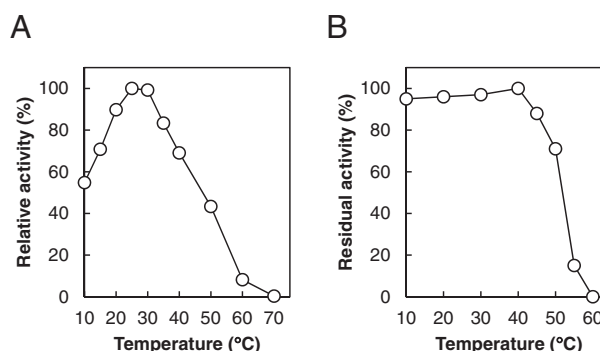 A
B
Relative activity (%)
100
80
60
40
20
0
10 20 30 40 50 60 70
Temperature (°C)
Residual activity (%)
100
80
60
40
20
0
10 20 30 40 50 60
Temperature (°C)